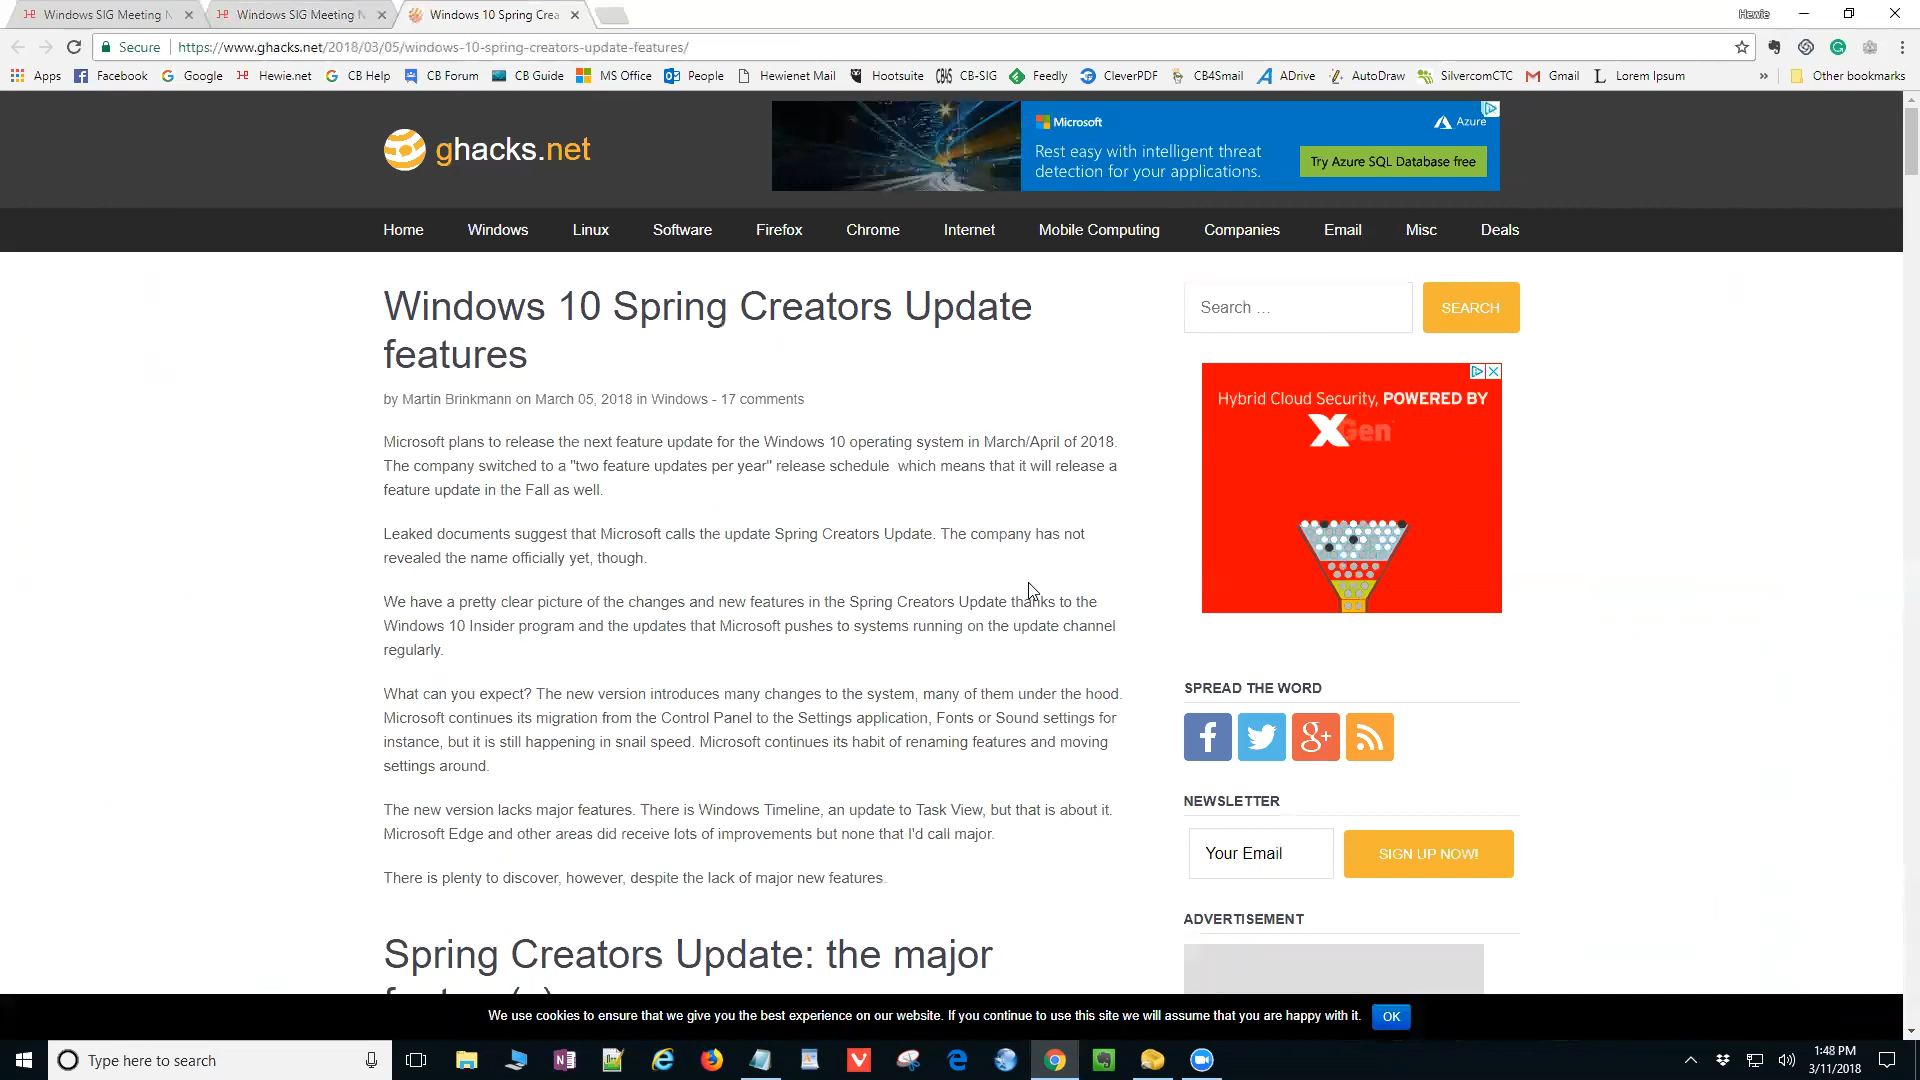 Windows SIG Meeting N
Windows SIG Meeting N
Windows 10 Spring Crea
Hewie
Secure
https://www.ghacks.net/2018/03/05/windows-10-spring-creators-update-features/
Apps
Facebook
Google
Hewie.net
CB Help
CB Forum
CB Guide
MS Office
People
Hewienet Mail
Hootsuite
CB-SIG
Feedly
CleverPDF
CB4Smail
ADrive
AutoDraw
SilvercomCTC
Gmail
Lorem Ipsum
»
Other bookmarks
ghacks.net
Microsoft
Azure
Rest easy with intelligent threat
detection for your applications.
Try Azure SQL Database free
Home
Windows
Linux
Software
Firefox
Chrome
Internet
Mobile Computing
Companies
Email
Misc
Deals
Windows 10 Spring Creators Update
features
by Martin Brinkmann on March 05, 2018 in Windows - 17 comments
Microsoft plans to release the next feature update for the Windows 10 operating system in March/April of 2018.
The company switched to a "two feature updates per year" release schedule which means that it will release a
feature update in the Fall as well.
Leaked documents suggest that Microsoft calls the update Spring Creators Update. The company has not
revealed the name officially yet, though.
We have a pretty clear picture of the changes and new features in the Spring Creators Update thanks to the
Windows 10 Insider program and the updates that Microsoft pushes to systems running on the update channel
regularly.
What can you expect? The new version introduces many changes to the system, many of them under the hood.
Microsoft continues its migration from the Control Panel to the Settings application, Fonts or Sound settings for
instance, but it is still happening in snail speed. Microsoft continues its habit of renaming features and moving
settings around.
The new version lacks major features. There is Windows Timeline, an update to Task View, but that is about it.
Microsoft Edge and other areas did receive lots of improvements but none that I'd call major.
There is plenty to discover, however, despite the lack of major new features.
Spring Creators Update: the major
Search …
SEARCH
Hybrid Cloud Security, POWERED BY
XGen
SPREAD THE WORD
NEWSLETTER
Your Email
SIGN UP NOW!
ADVERTISEMENT
We use cookies to ensure that we give you the best experience on our website. If you continue to use this site we will assume that you are happy with it.
OK
Type here to search
1:48 PM
3/11/2018